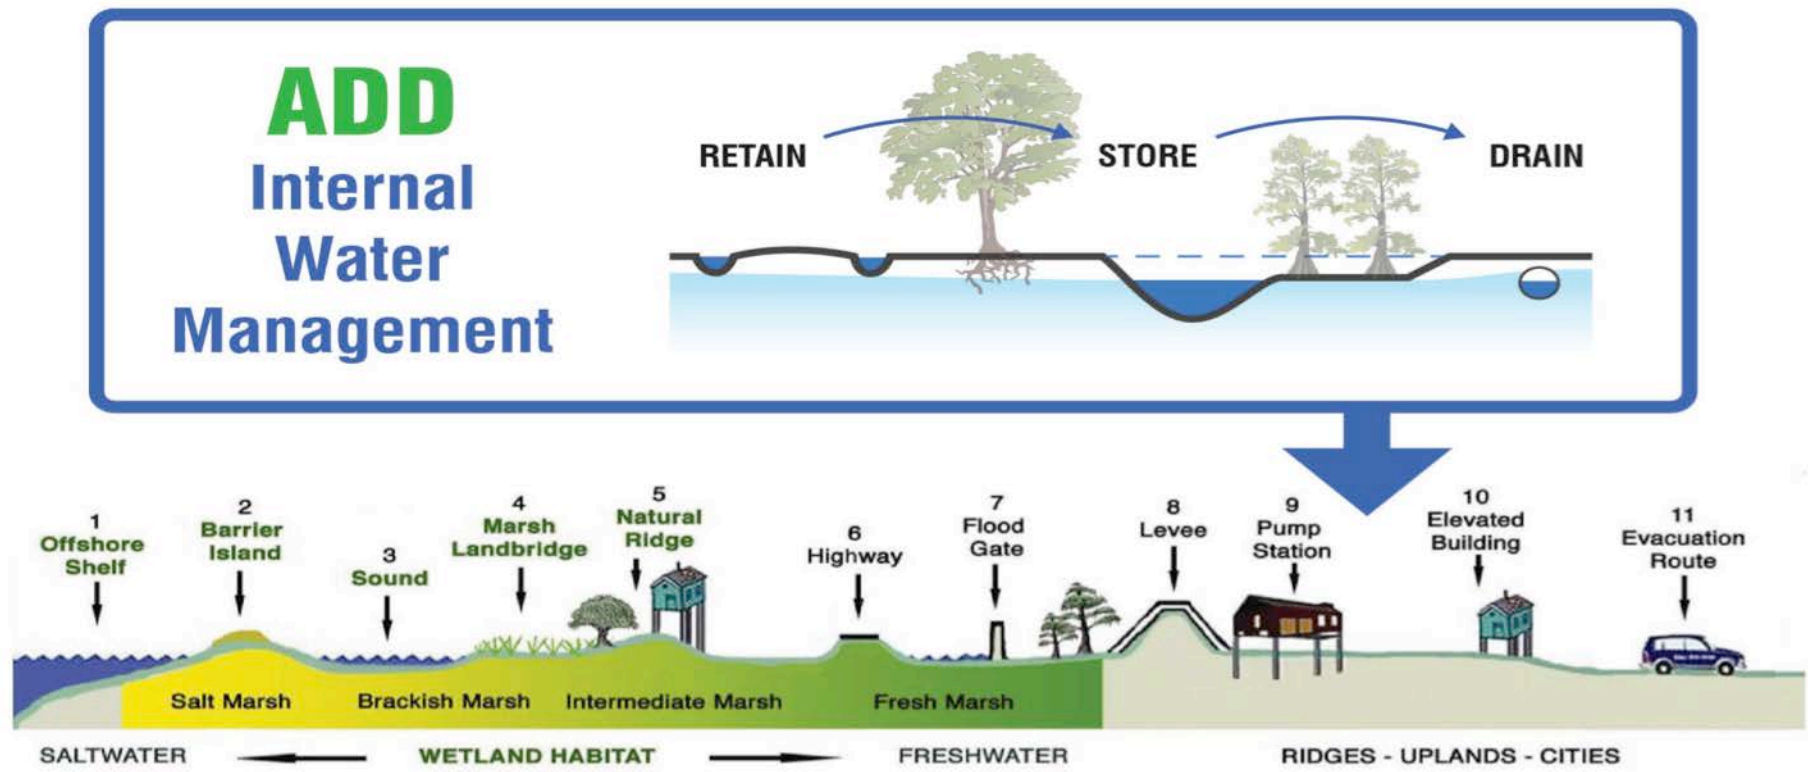 ADD
Internal
Water
Management
RETAIN
STORE
DRAIN
1
Offshore
Shelf
2
Barrier
Island
3
Sound
4
Marsh
Landbridge
5
Natural
Ridge
6
Highway
7
Flood
Gate
8
Levee
9
Pump
Station
10
Elevated
Building
11
Evacuation
Route
Salt Marsh
Brackish Marsh
Intermediate Marsh
Fresh Marsh
SALTWATER
WETLAND HABITAT
FRESHWATER
RIDGES - UPLANDS - CITIES